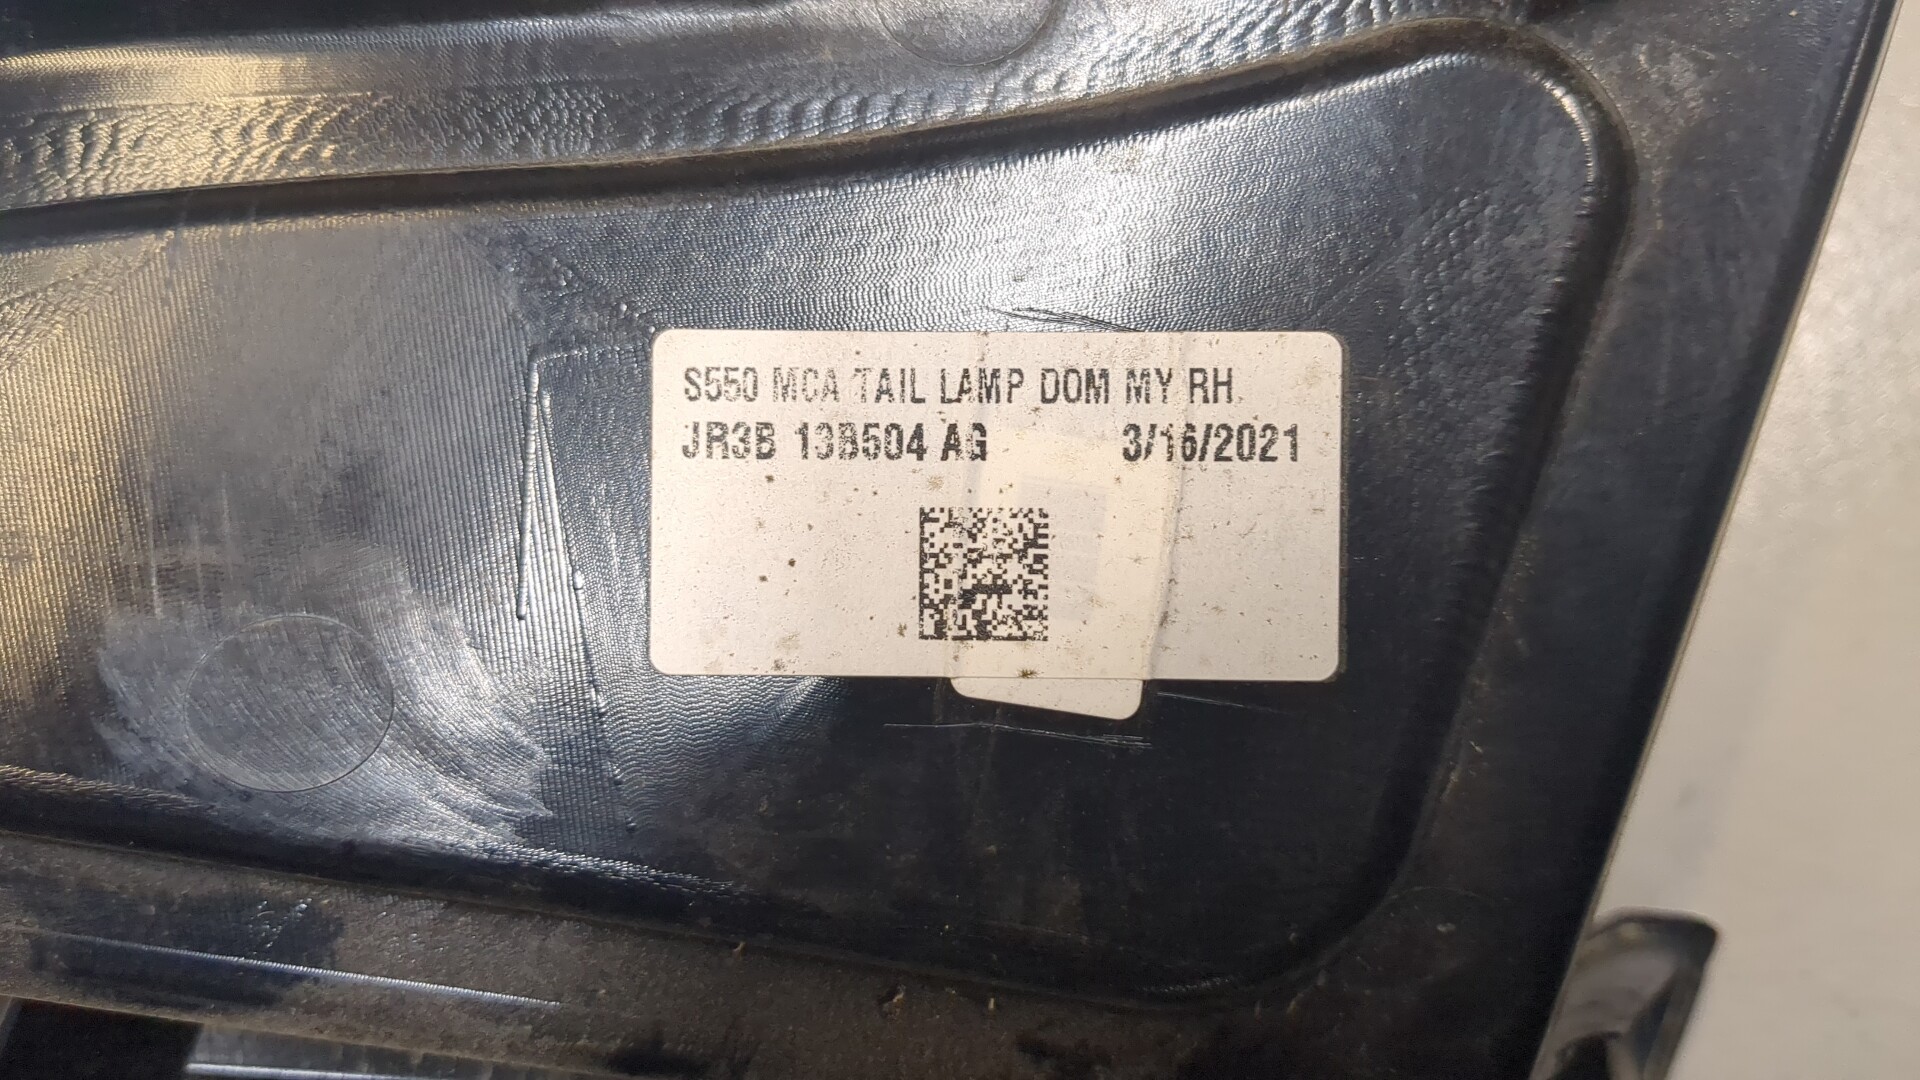 S550 MCA TAIL LAMP DOM MY RH
JR3B 13B504 AG 3/16/2021